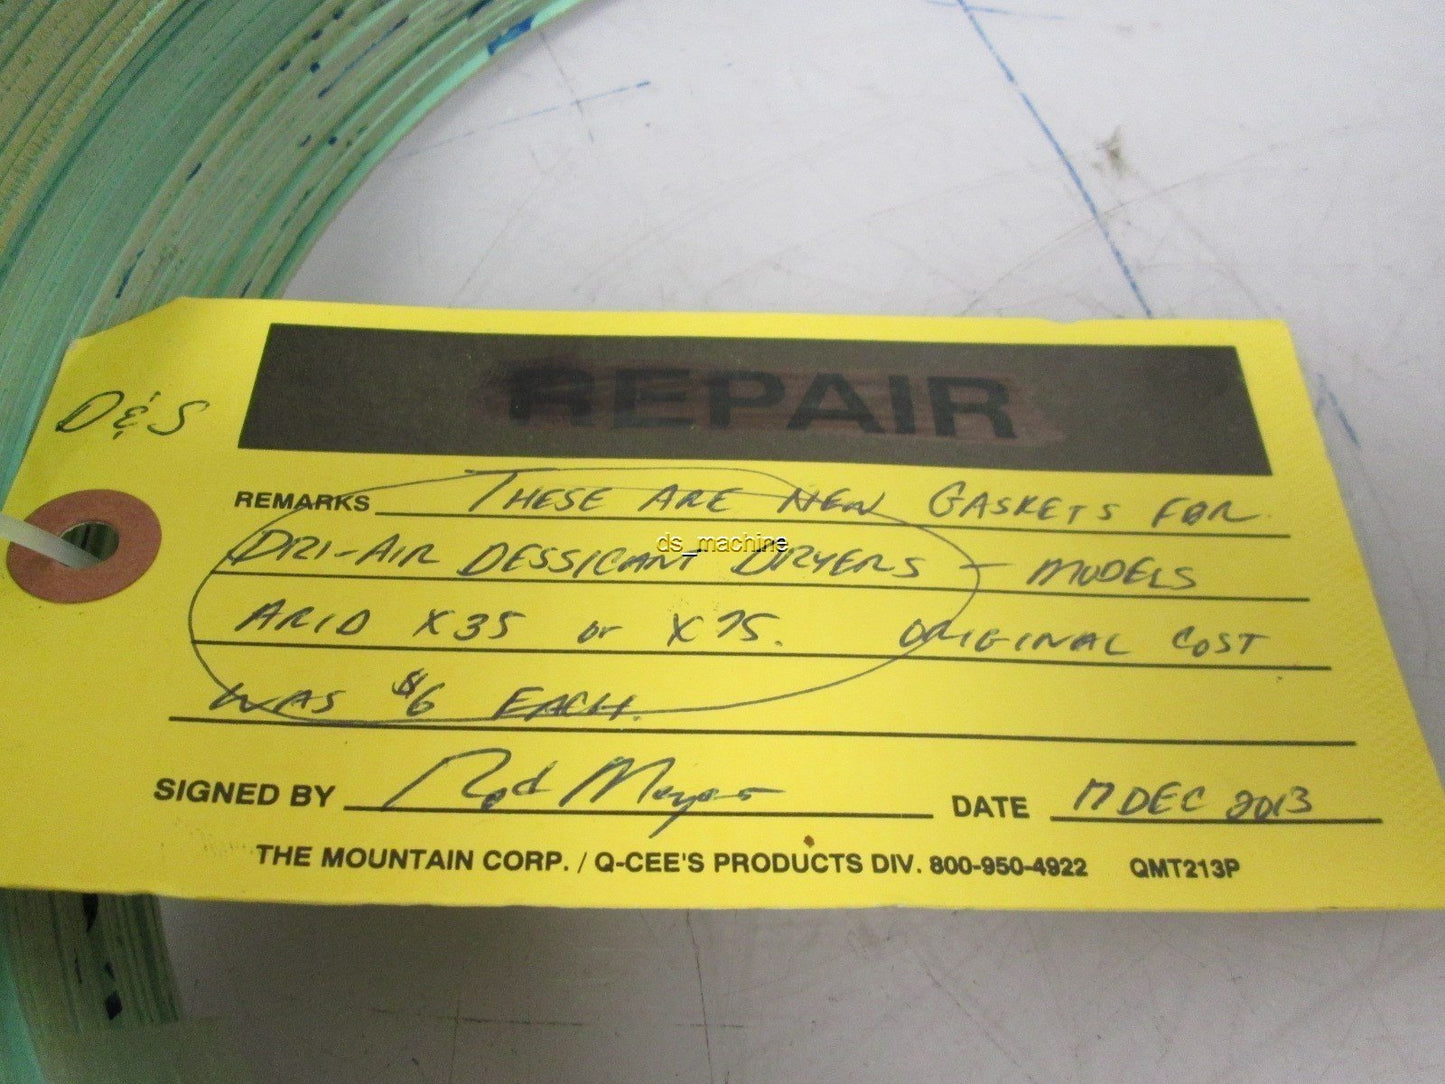 REPAIR
D&S
REMARKS THESE ARE NEW GASKETS FOR
DRI-AIR DESSICANT DRYERS - MODELS
ds_machine
ARID X35 or X75. ORIGINAL COST
WAS $6 EACH.
SIGNED BY Rod Meyer DATE 17 DEC 2013
THE MOUNTAIN CORP. / Q-CEE'S PRODUCTS DIV. 800-950-4922 QMT213P